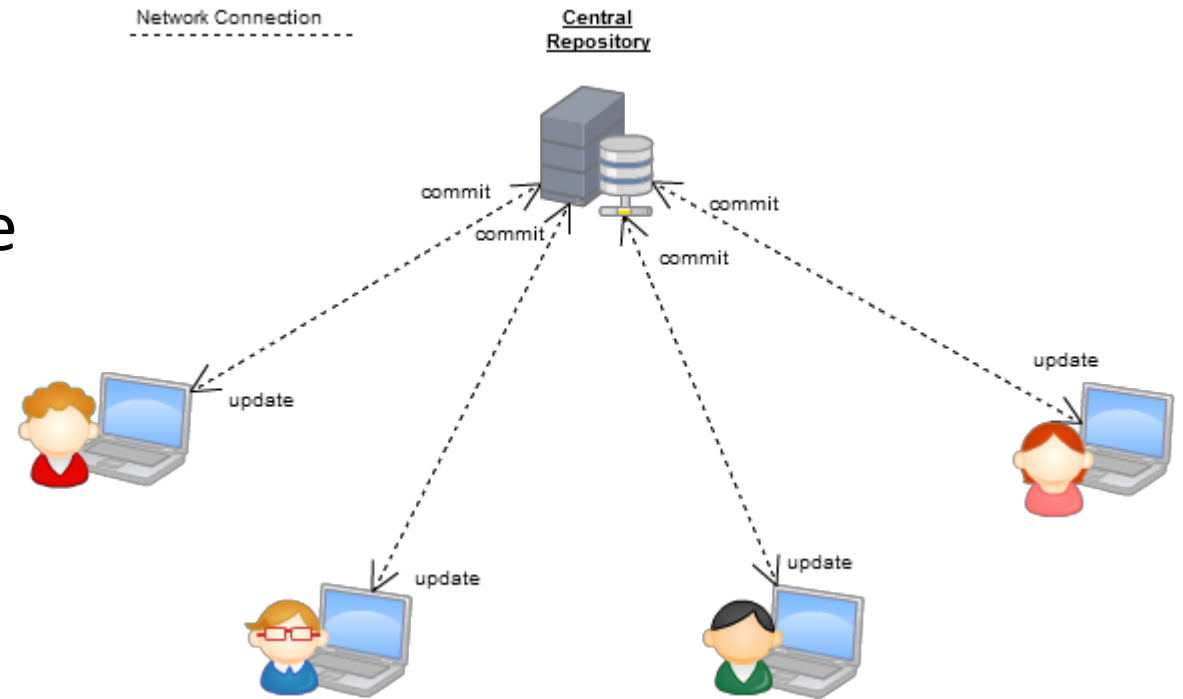 Network Connection
Central
Repository
commit
commit
commit
commit
e
update
update
update
update